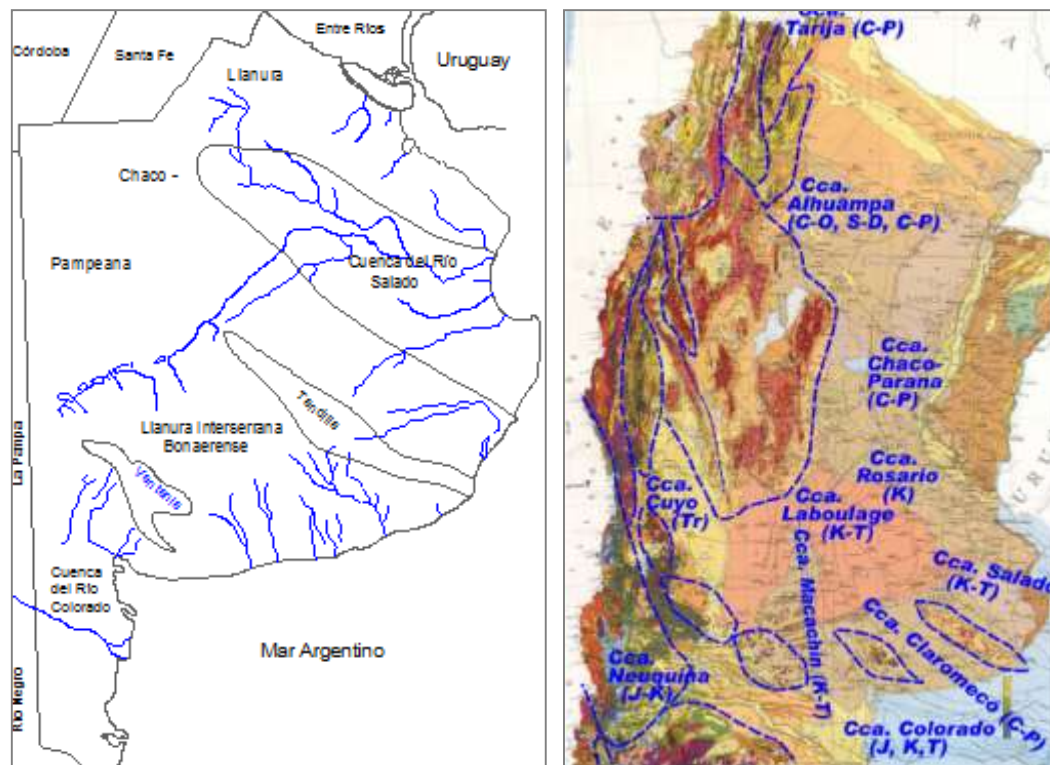 Entre Ríos
Córdoba
Santa Fe
Uruguay
Llanura
Chaco -
Pampeana
Cuenca del Río
Salado
Tandilia
Llanura Interserrana
Bonaerense
La Pampa
Ventania
Cuenca
del Río
Colorado
Mar Argentino
Río Negro
Cca.
Tarija (C-P)
Cca.
Alhuampa
(C-O, S-D, C-P)
Cca.
Chaco-
Parana
(C-P)
Cca.
Rosario
(K)
Cca.
Cuyo
(Tr)
Cca.
Laboulage
(K-T)
Cca. Macachin (K-T)
Cca. Salado
(K-T)
Cca. Claromeco (C-P)
Cca.
Neuquina
(J-K)
Cca. Colorado
(J, K,T)